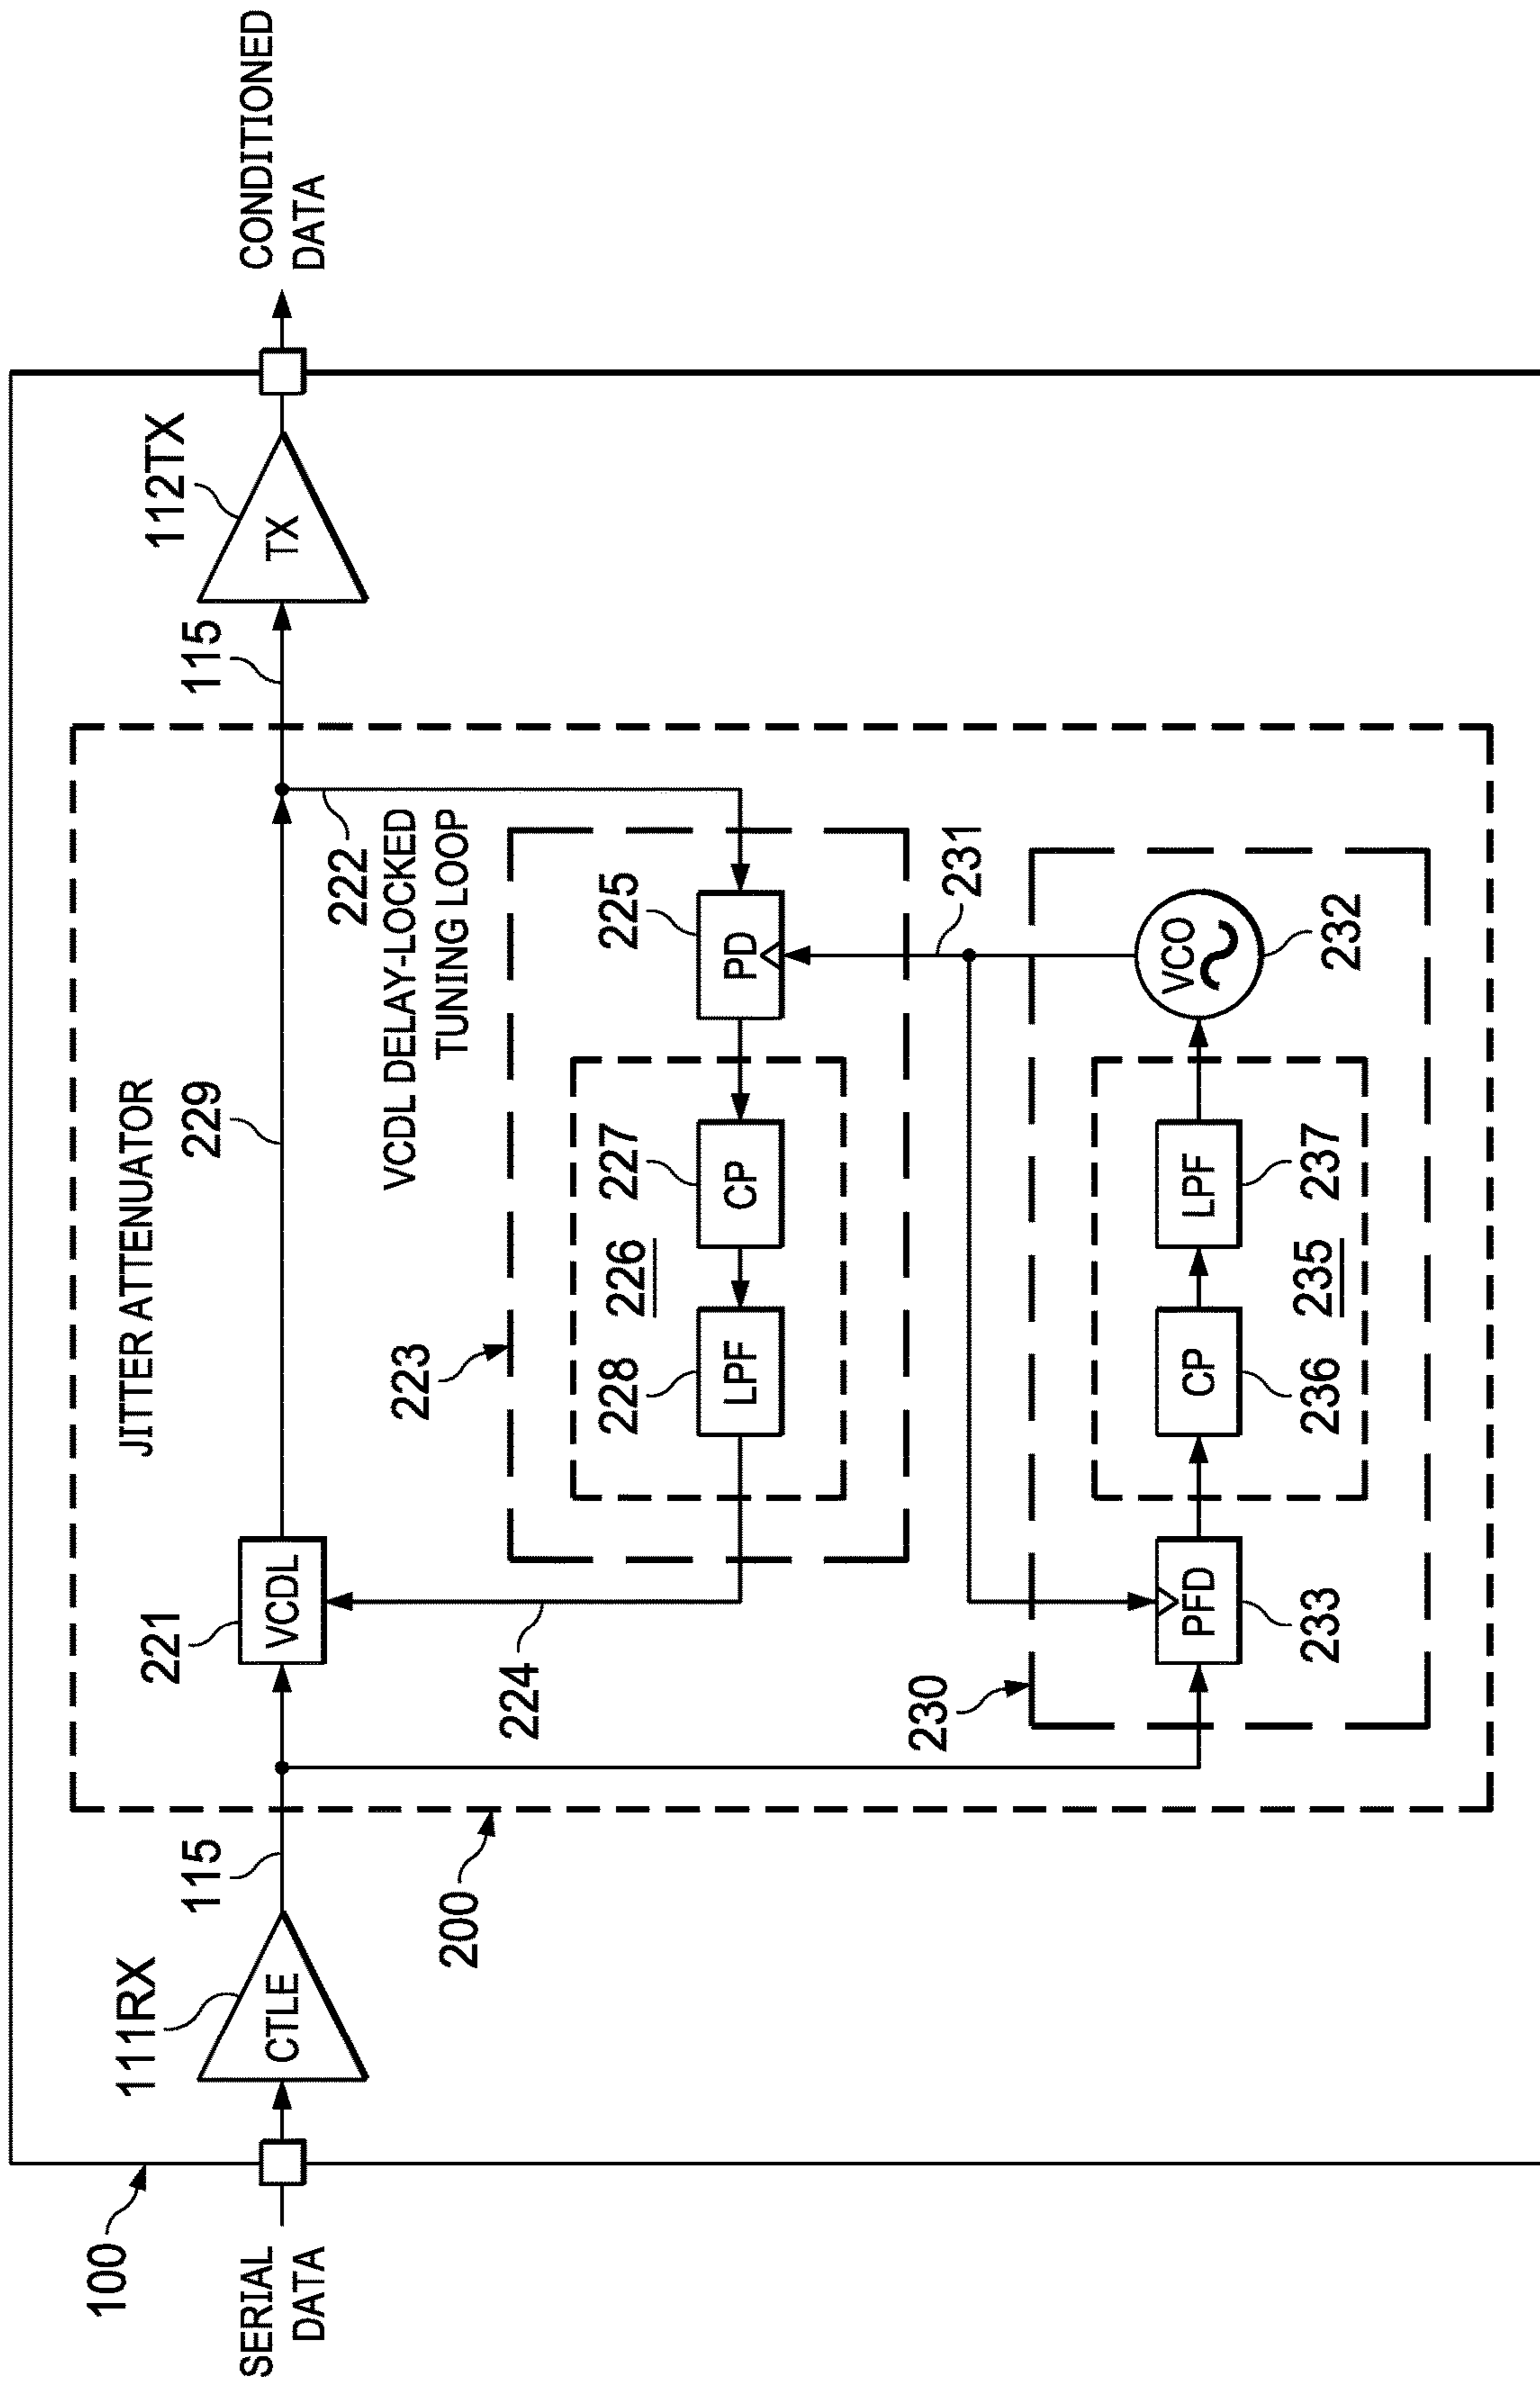 100
SERIAL
DATA
111RX
CTLE
115
200
JITTER ATTENUATOR
221
VCDL
229
222
224
VCDL DELAY-LOCKED
TUNING LOOP
223
228
LPF
226
227
CP
225
PD
231
230
233
PFD
236
CP
235
237
LPF
232
VCO
115
112TX
TX
CONDITIONED
DATA